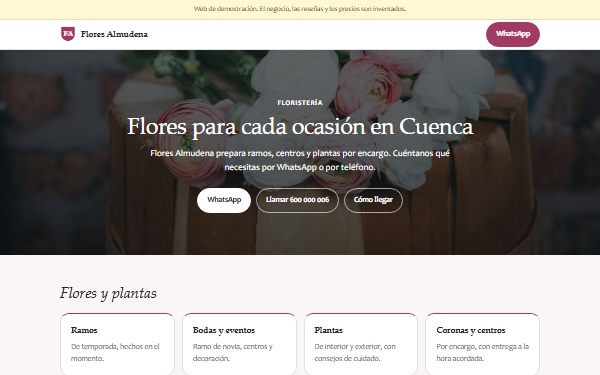 Web de demostración. El negocio, las reseñas y los precios son inventados.
FA Flores Almudena
WhatsApp
FLORISTERÍA
Flores para cada ocasión en Cuenca
Flores Almudena prepara ramos, centros y plantas por encargo. Cuéntanos qué
necesitas por WhatsApp o por teléfono.
WhatsApp
Llamar 600 000 006
Cómo llegar
Flores y plantas
Ramos
De temporada, hechos en el
momento.
Bodas y eventos
Ramo de novia, centros y
decoración.
Plantas
De interior y exterior, con
consejos de cuidado.
Coronas y centros
Por encargo, con entrega a la
hora acordada.